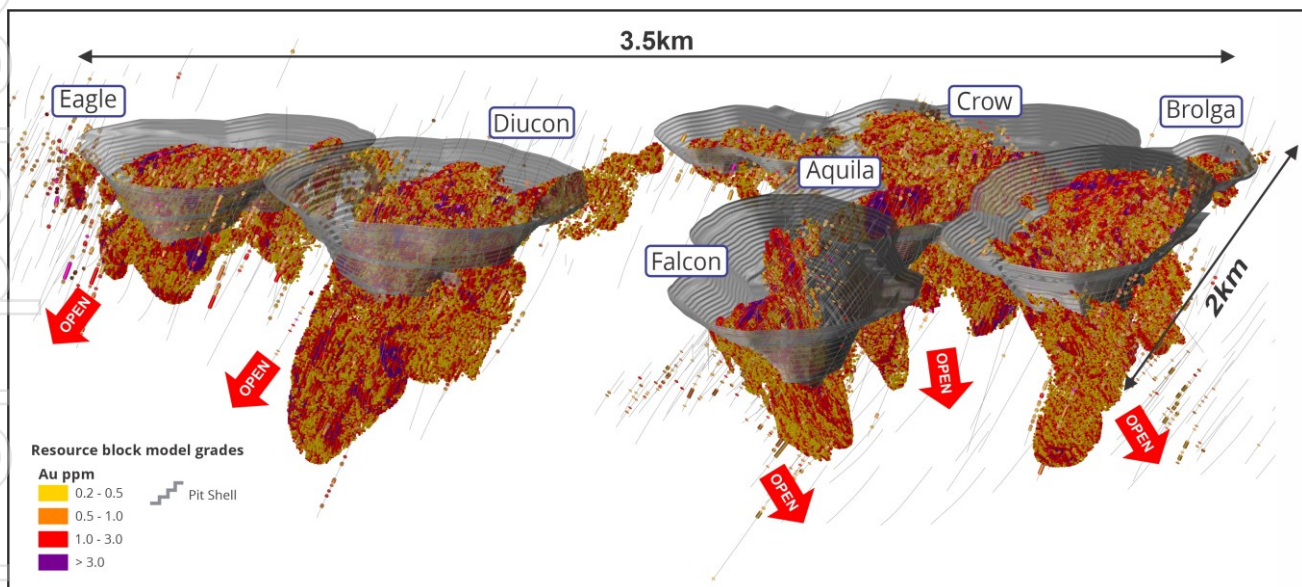 3.5km
Eagle
Diucon
Crow
Brolga
Aquila
Falcon
2km
OPEN
OPEN
OPEN
OPEN
OPEN
Resource block model grades
Au ppm
0.2 - 0.5
Pit Shell
0.5 - 1.0
1.0 - 3.0
> 3.0